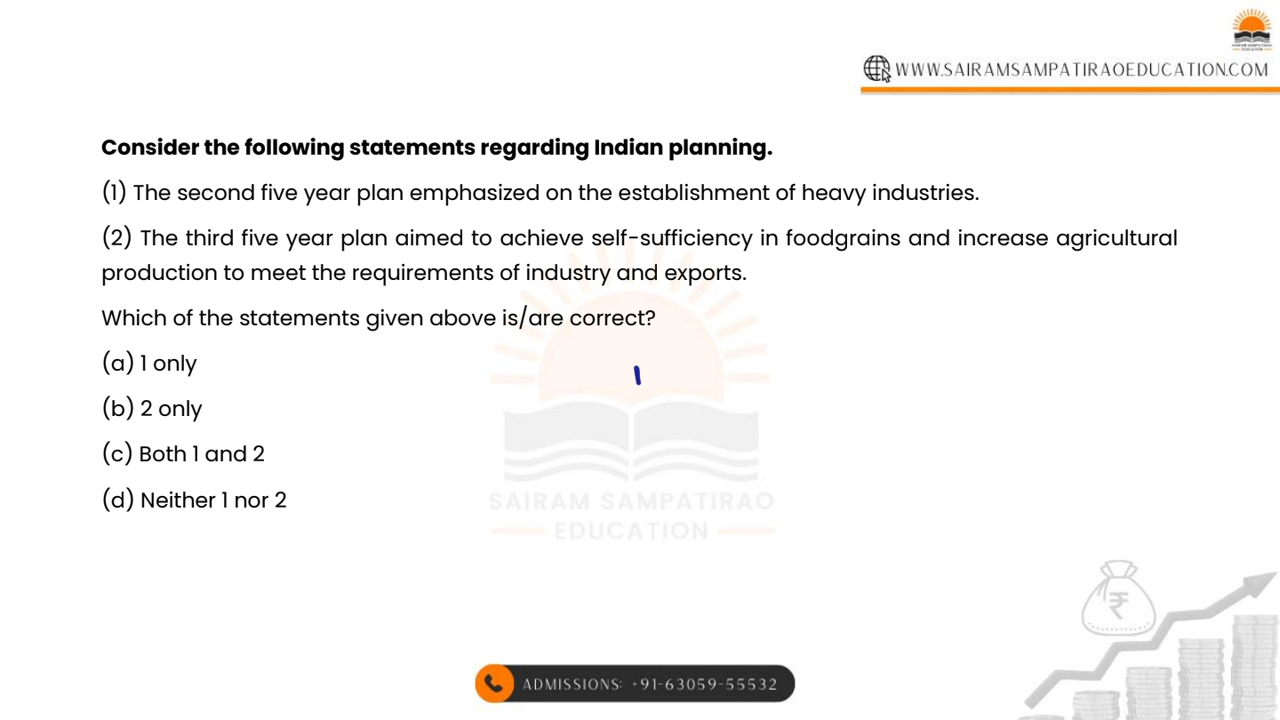 SAIRAM SAMPATIRAO
EDUCATION
WWW.SAIRAMSAMPATIRAOEDUCATION.COM
Consider the following statements regarding Indian planning.
(1) The second five year plan emphasized on the establishment of heavy industries.
(2) The third five year plan aimed to achieve self-sufficiency in foodgrains and increase agricultural
production to meet the requirements of industry and exports.
Which of the statements given above is/are correct?
(a) 1 only
(b) 2 only
(c) Both 1 and 2
(d) Neither 1 nor 2
SAIRAM SAMPATIRAO
EDUCATION
₹
ADMISSIONS: +91-63059-55532